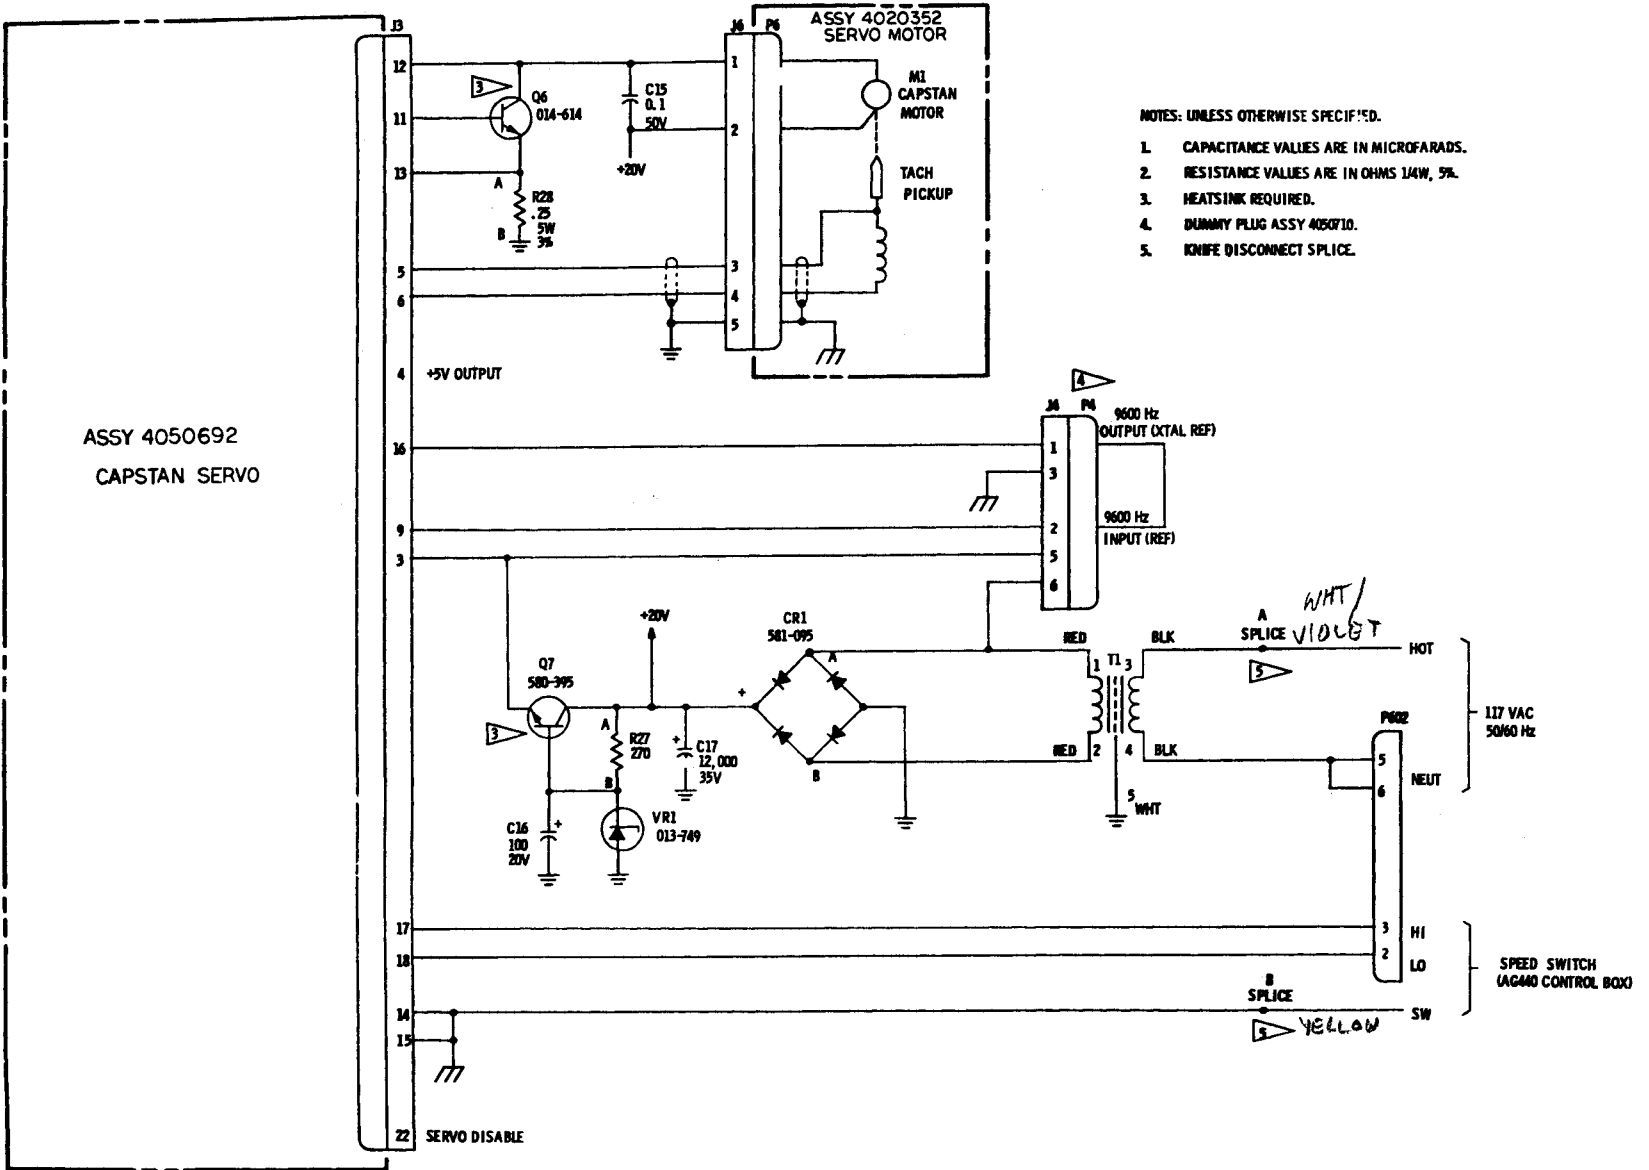 ASSY 4050692
CAPSTAN SERVO
J3
12
11
13
5
6
4 +5V OUTPUT
16
9
3
17
18
14
15
22 SERVO DISABLE
3
Q6
014-614
C15
0.1
50V
+20V
A
R28
.25
5W
3%
B
J6 P6
1
2
3
4
5
ASSY 4020352
SERVO MOTOR
M1
CAPSTAN
MOTOR
TACH
PICKUP
NOTES: UNLESS OTHERWISE SPECIFIED.
1. CAPACITANCE VALUES ARE IN MICROFARADS.
2. RESISTANCE VALUES ARE IN OHMS 1/4W, 5%.
3. HEATSINK REQUIRED.
4. DUMMY PLUG ASSY 4050710.
5. KNIFE DISCONNECT SPLICE.
4
J4 P4
1
3
2
5
6
9600 Hz
OUTPUT (XTAL REF)
9600 Hz
INPUT (REF)
+20V
Q7
580-395
3
A
R27
270
B
+
C17
12,000
35V
C16
100
20V
+
VR1
013-749
CR1
581-095
+
A
B
RED
RED
1 T1 3
2 4
5
WHT
BLK
BLK
A
SPLICE
5
WHT/
VIOLET
HOT
117 VAC
50/60 Hz
P602
5
6
NEUT
3 HI
2 LO
SPEED SWITCH
(AG440 CONTROL BOX)
B
SPLICE
5
YELLOW
SW